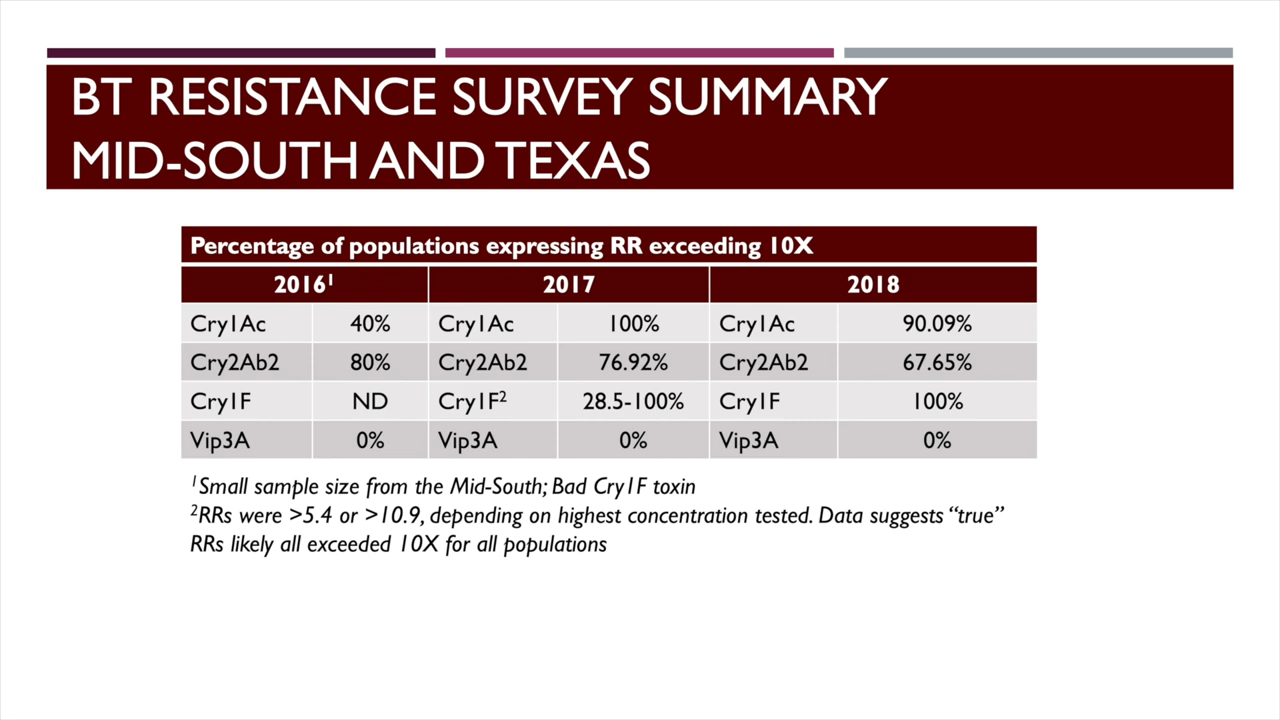 BT RESISTANCE SURVEY SUMMARY
MID-SOUTH AND TEXAS
Percentage of populations expressing RR exceeding 10X
2016¹ 2017 2018
Cry1Ac 40% Cry1Ac 100% Cry1Ac 90.09%
Cry2Ab2 80% Cry2Ab2 76.92% Cry2Ab2 67.65%
Cry1F ND Cry1F² 28.5-100% Cry1F 100%
Vip3A 0% Vip3A 0% Vip3A 0%
¹Small sample size from the Mid-South; Bad Cry1F toxin
²RRs were >5.4 or >10.9, depending on highest concentration tested. Data suggests “true”
RRs likely all exceeded 10X for all populations